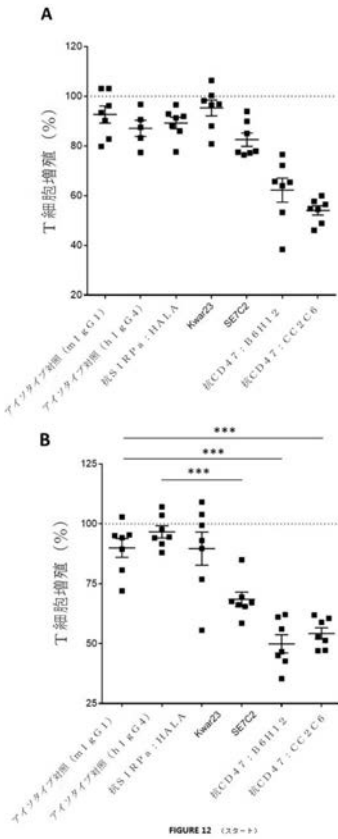 A
T細胞増殖（%）
120
100
80
60
40
20
アイソタイプ対照（mIgG1）
アイソタイプ対照（hIgG4）
抗SIRPa：HALA
Kwar23
SE7C2
抗CD47：B6H12
抗CD47：CC2C6
B
T細胞増殖（%）
***
***
***
125
100
75
50
25
アイソタイプ対照（mIgG1）
アイソタイプ対照（hIgG4）
抗SIRPa：HALA
Kwar23
SE7C2
抗CD47：B6H12
抗CD47：CC2C6
FIGURE 12 （スタート）